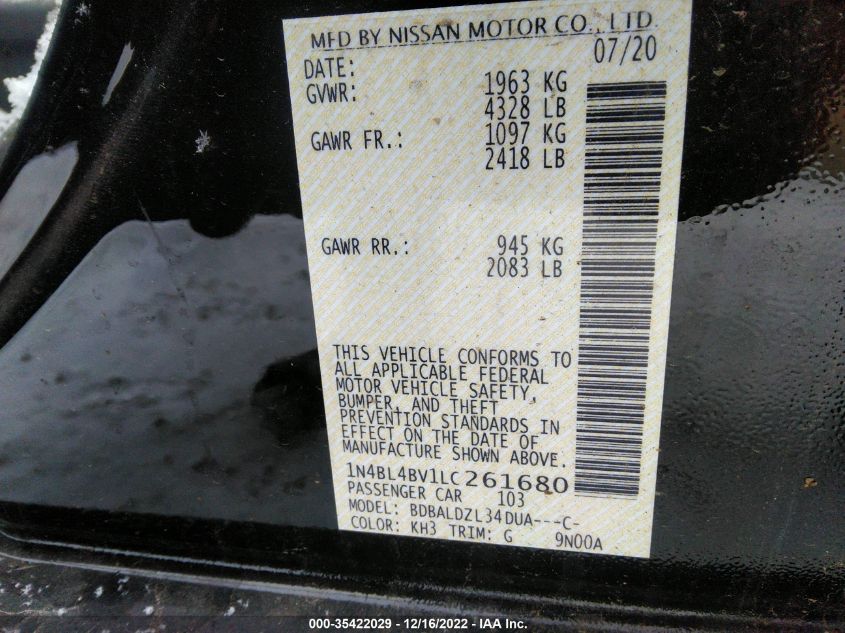 MFD BY NISSAN MOTOR CO., LTD.
DATE: 07/20
GVWR: 1963 KG
4328 LB
GAWR FR.: 1097 KG
2418 LB
GAWR RR.: 945 KG
2083 LB
THIS VEHICLE CONFORMS TO
ALL APPLICABLE FEDERAL
MOTOR VEHICLE SAFETY,
BUMPER, AND THEFT
PREVENTION STANDARDS IN
EFFECT ON THE DATE OF
MANUFACTURE SHOWN ABOVE.
1N4BL4BV1LC261680
PASSENGER CAR 103
MODEL: BDBALDZL34DUA---C-
COLOR: KH3 TRIM: G 9N00A
000-35422029 - 12/16/2022 - IAA Inc.